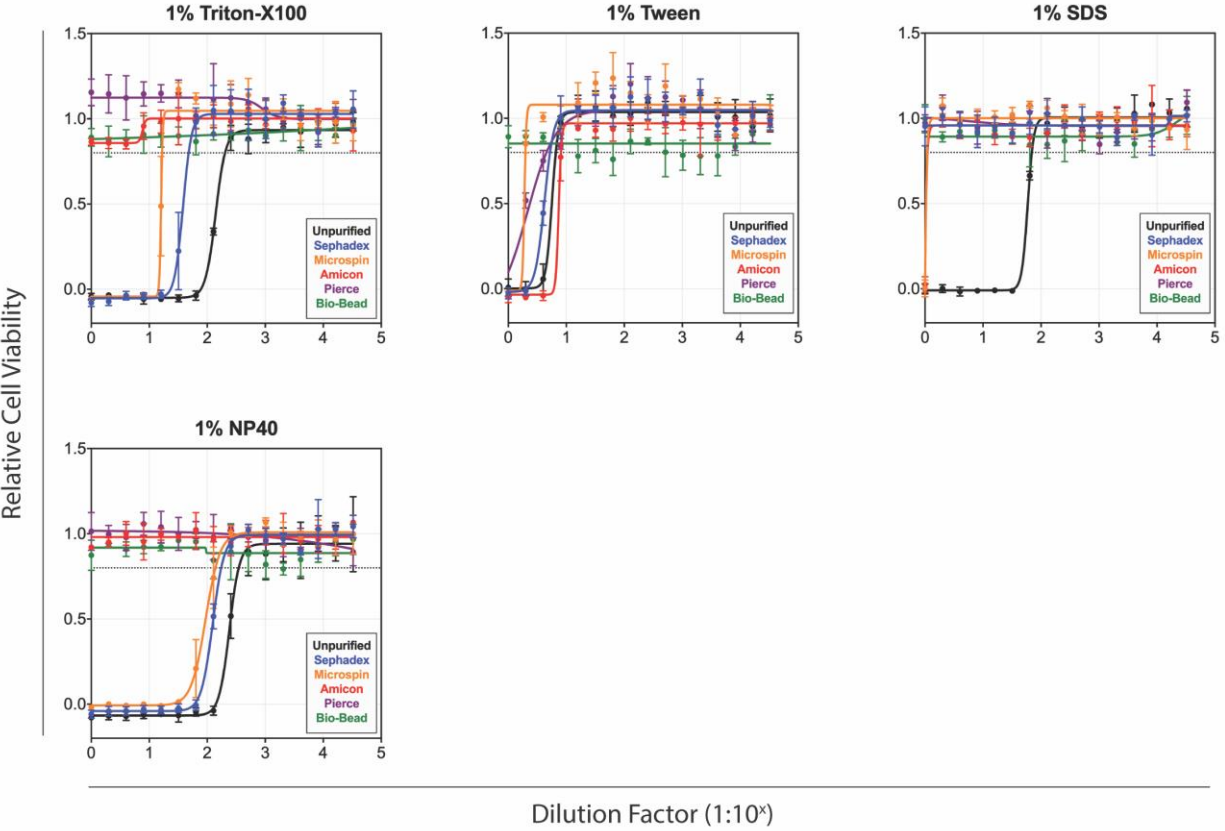 1% Triton-X100
1% Tween
1% SDS
1.5
1.0
0.5
0.0
0 1 2 3 4 5
Unpurified
Sephadex
Microspin
Amicon
Pierce
Bio-Bead
1.5
1.0
0.5
0.0
0 1 2 3 4 5
Unpurified
Sephadex
Microspin
Amicon
Pierce
Bio-Bead
1.5
1.0
0.5
0.0
0 1 2 3 4 5
Unpurified
Sephadex
Microspin
Amicon
Pierce
Bio-Bead
Relative Cell Viability
1% NP40
1.5
1.0
0.5
0.0
0 1 2 3 4 5
Unpurified
Sephadex
Microspin
Amicon
Pierce
Bio-Bead
Dilution Factor (1:10ˣ)